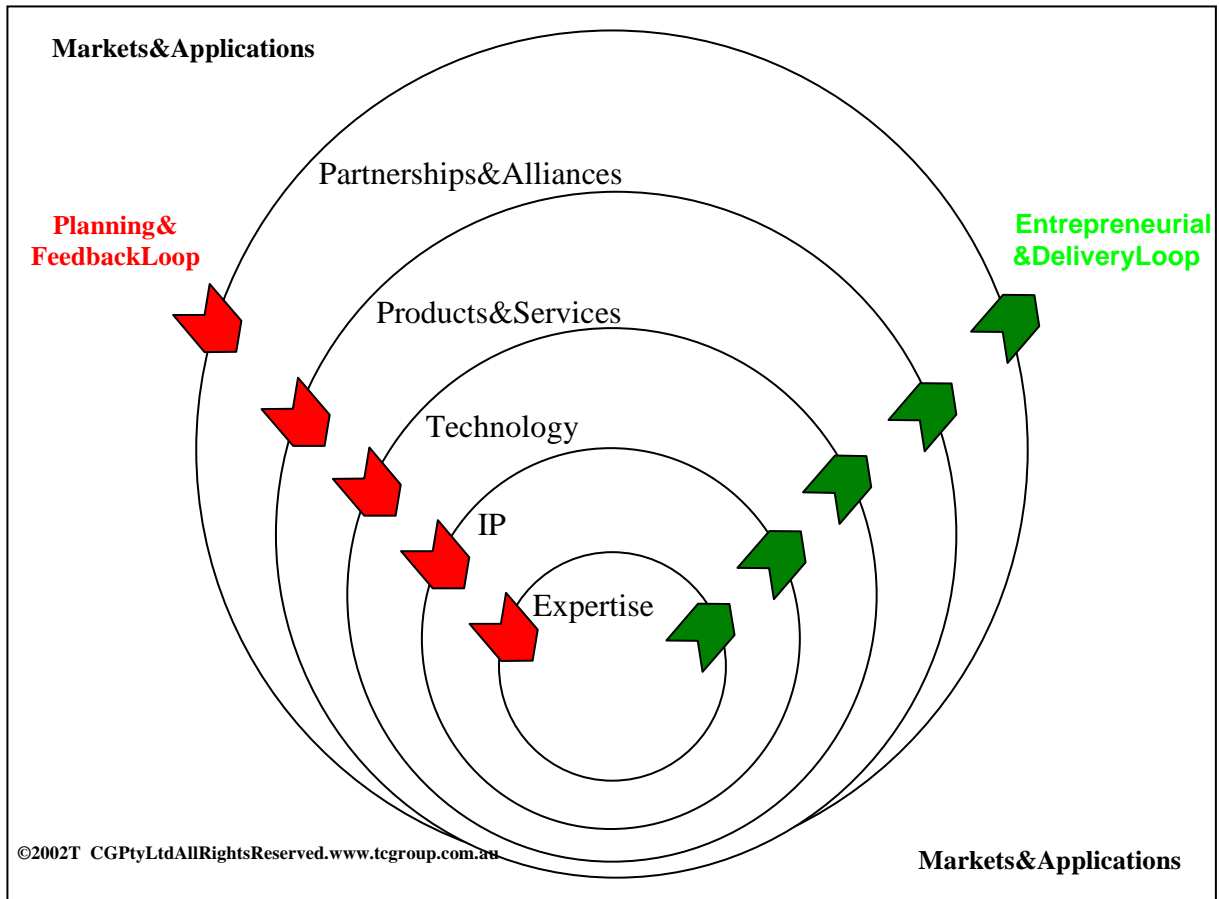 Markets&Applications
Partnerships&Alliances
Planning&
FeedbackLoop
Entrepreneurial
&DeliveryLoop
Products&Services
Technology
IP
Expertise
©2002T CGPtyLtdAllRightsReserved.www.tcgroup.com.au
Markets&Applications